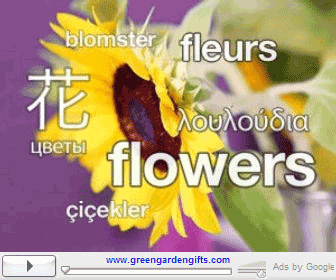 blomster
fleurs
花
λουλούδια
цветы
flowers
çiçekler
www.greengardengifts.com
Ads by Google